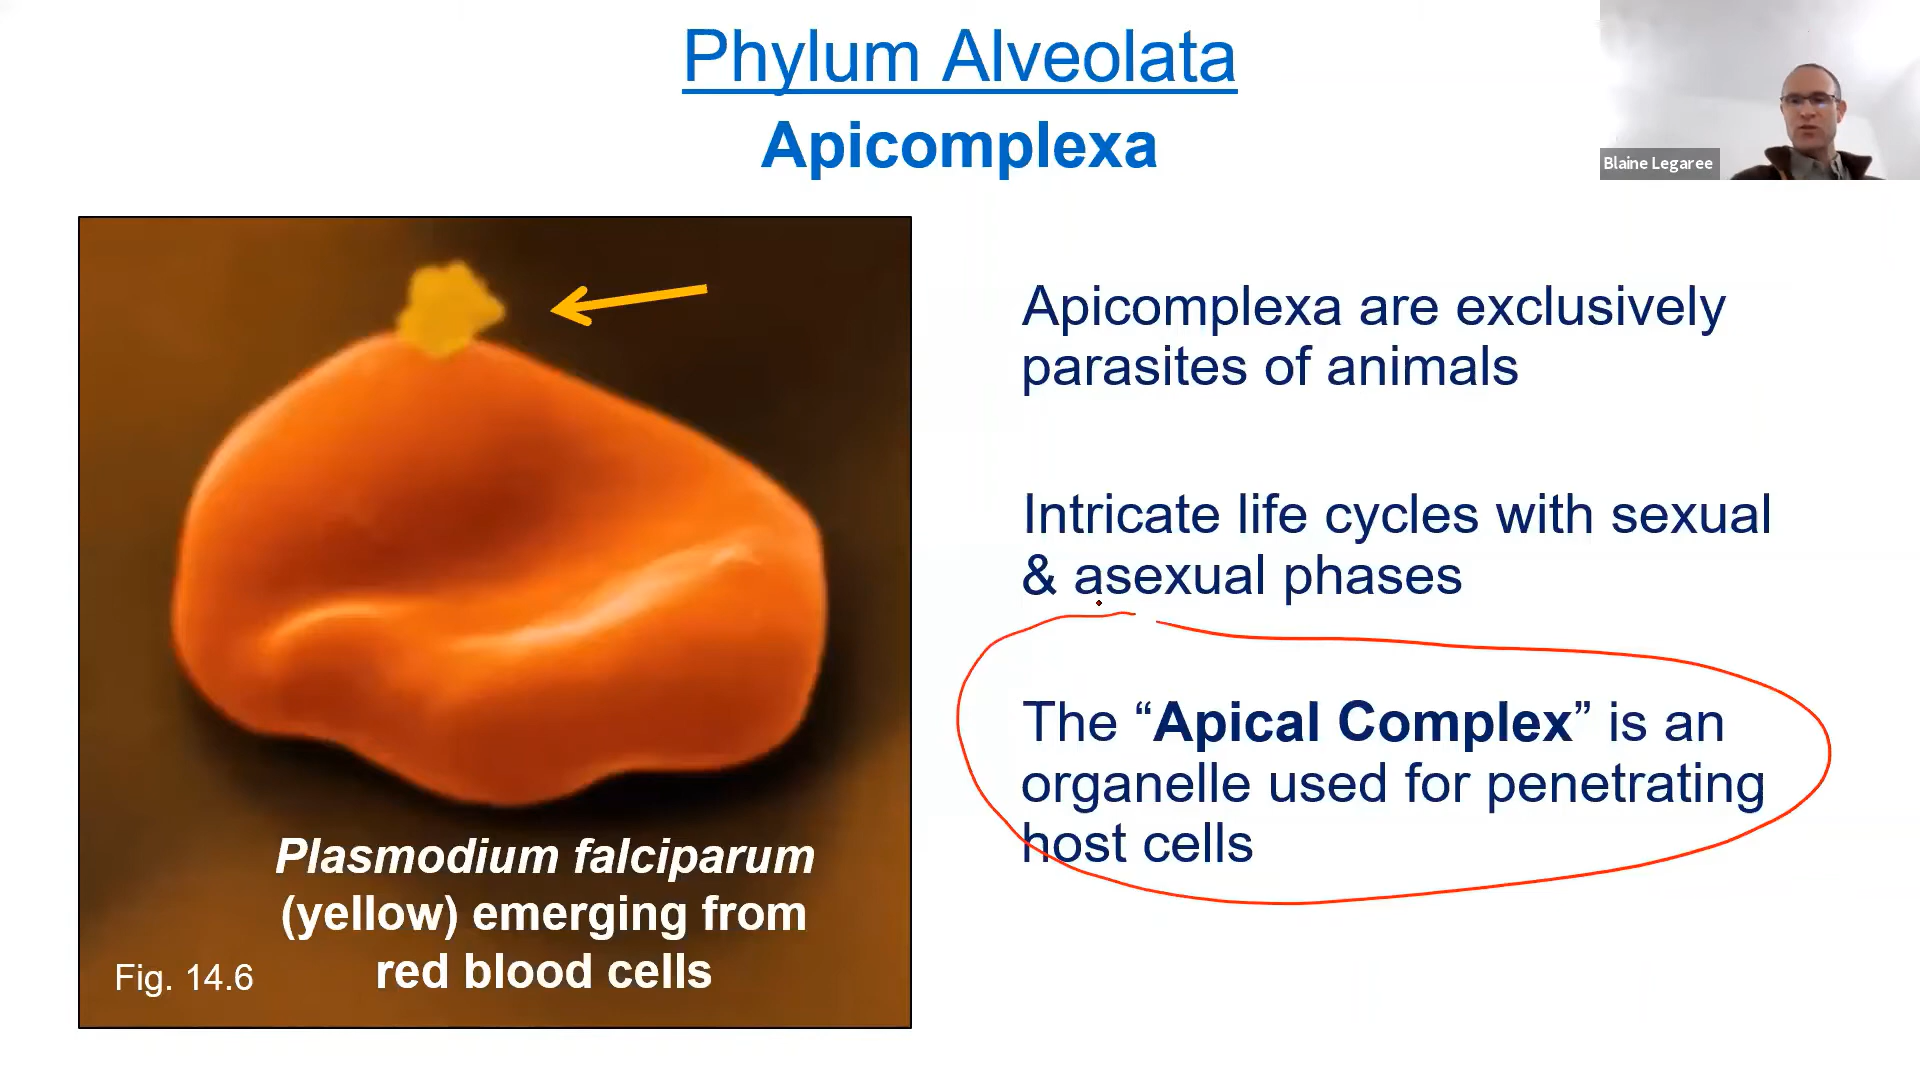 Phylum Alveolata
Apicomplexa
Blaine Legaree
Apicomplexa are exclusively
parasites of animals
Intricate life cycles with sexual
& asexual phases
The “Apical Complex” is an
organelle used for penetrating
host cells
Plasmodium falciparum
(yellow) emerging from
red blood cells
Fig. 14.6